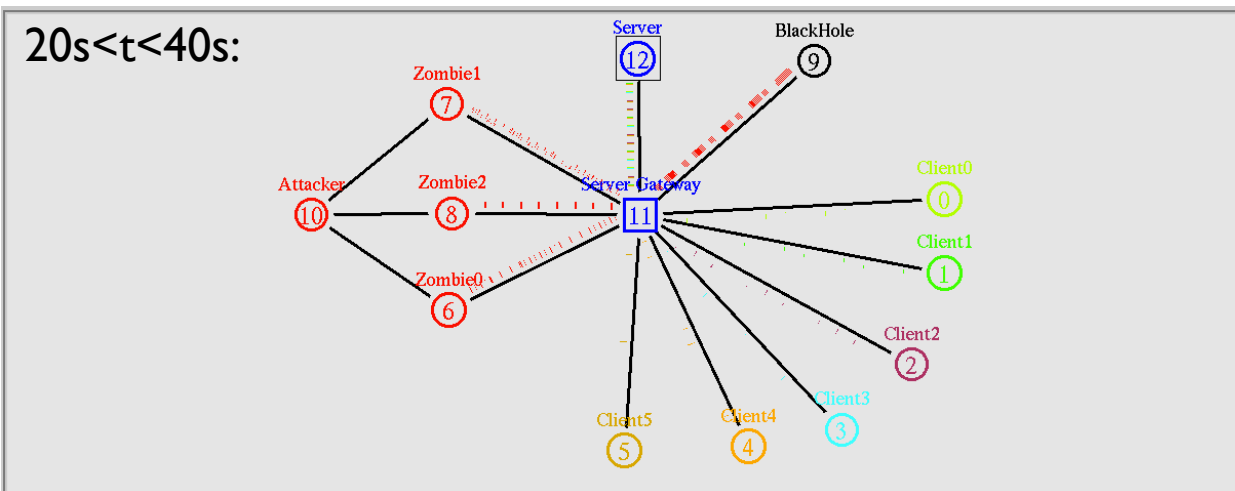 20s<t<40s:
Server
12
BlackHole
9
Zombie1
7
Attacker
10
Zombie2
8
Server Gateway
11
Client0
0
Client1
1
Zombie0
6
Client2
2
Client3
3
Client4
4
Client5
5